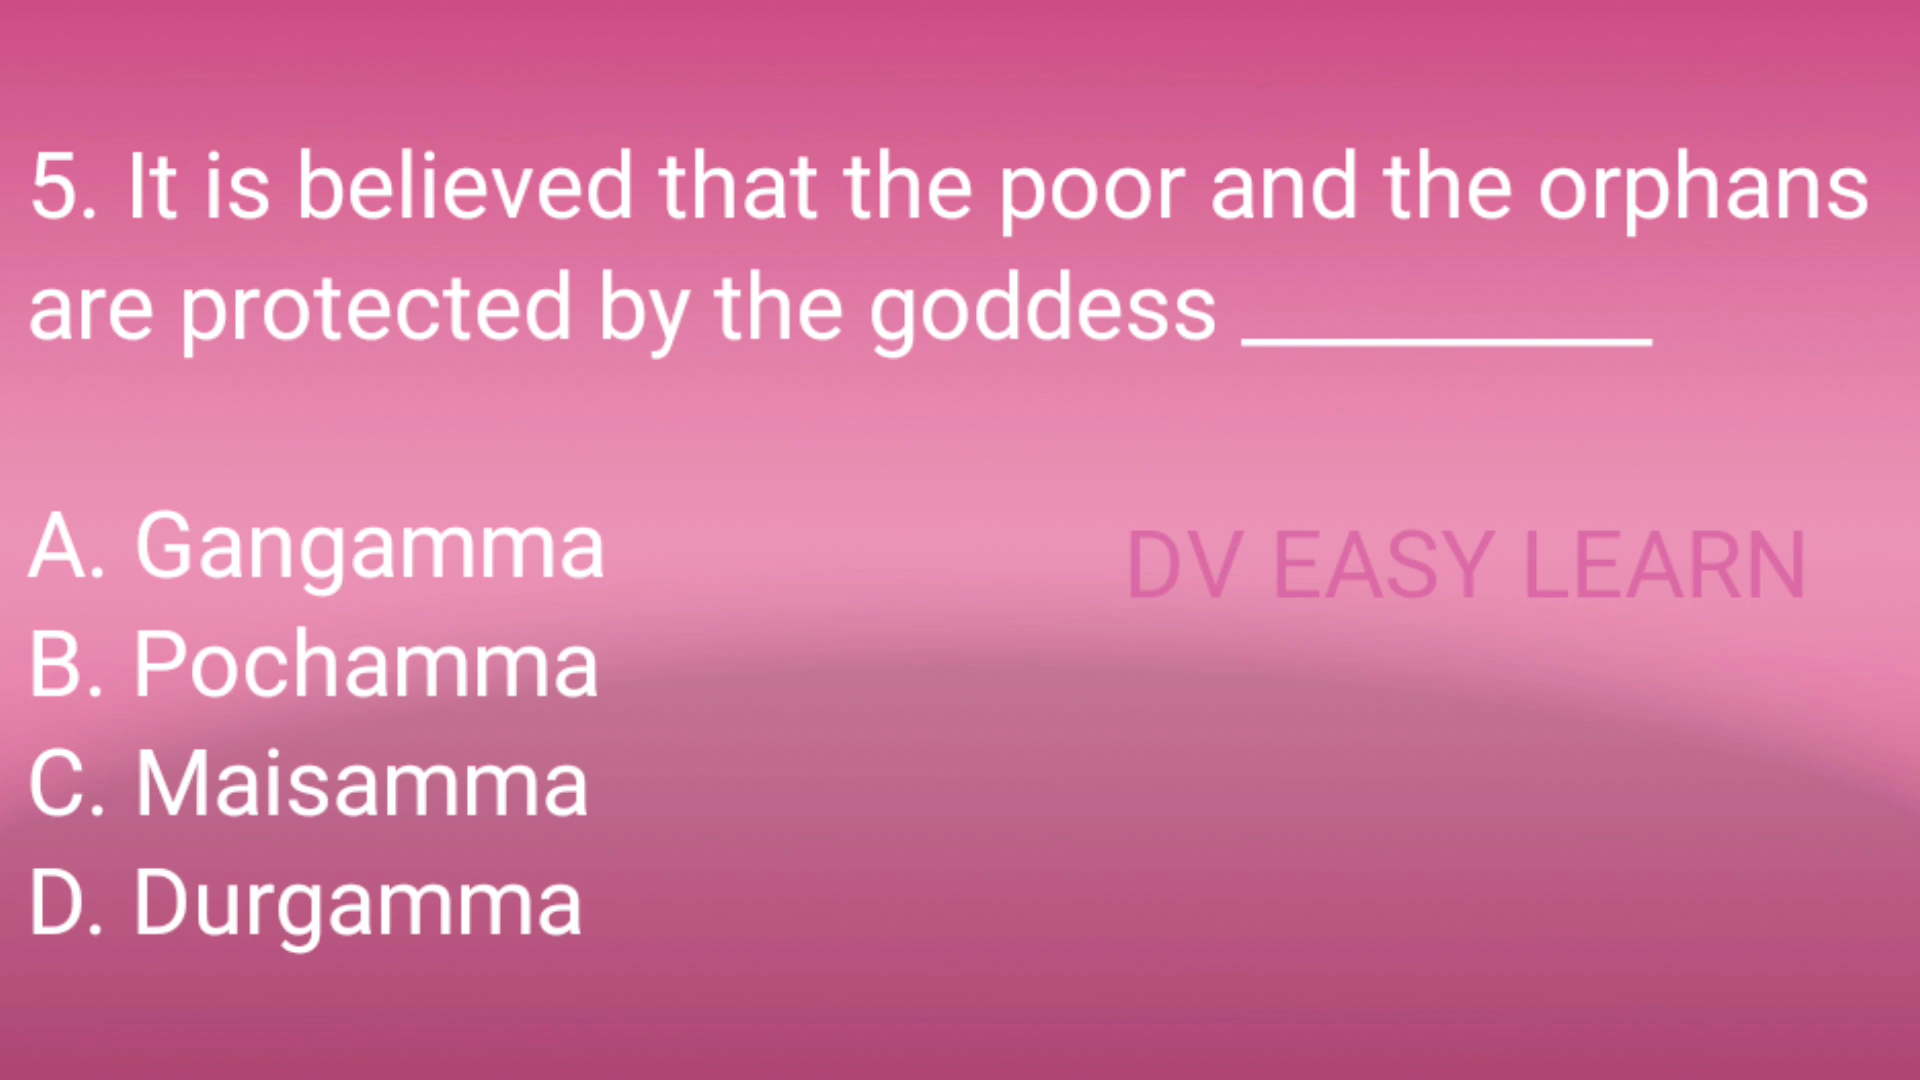 5. It is believed that the poor and the orphans
are protected by the goddess __________
A. Gangamma
DV EASY LEARN
B. Pochamma
C. Maisamma
D. Durgamma